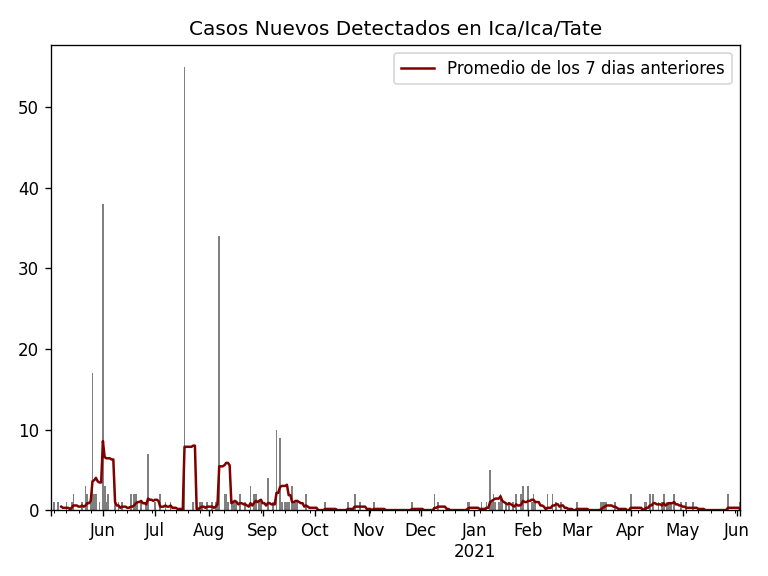 Casos Nuevos Detectados en Ica/Ica/Tate
Promedio de los 7 dias anteriores
50
40
30
20
10
0
Jun Jul Aug Sep Oct Nov Dec Jan Feb Mar Apr May Jun
2021